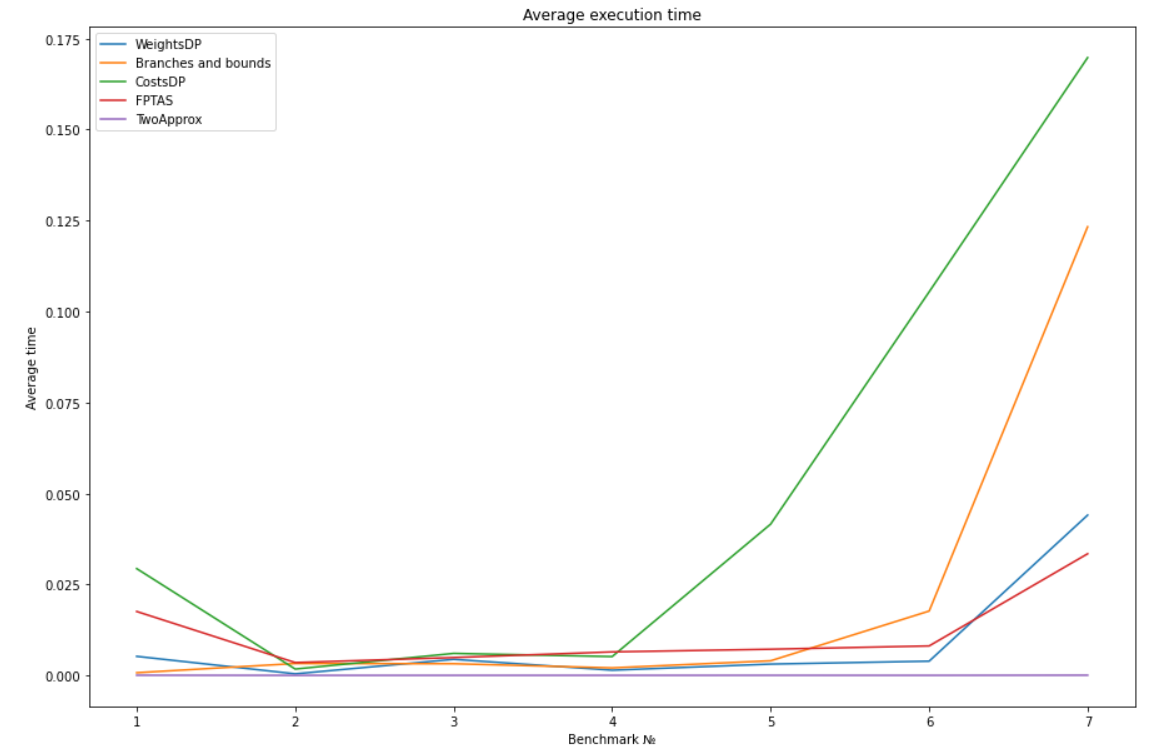 Average execution time
WeightsDP
Branches and bounds
CostsDP
FPTAS
TwoApprox
Average time
0.175
0.150
0.125
0.100
0.075
0.050
0.025
0.000
1 2 3 4 5 6 7
Benchmark №